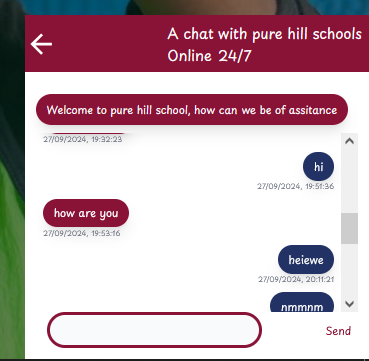 A chat with pure hill schools
Online 24/7
Welcome to pure hill school, how can we be of assitance
27/09/2024, 19:32:23
hi
27/09/2024, 19:51:36
how are you
27/09/2024, 19:53:16
heiewe
27/09/2024, 20:11:21
nmmnm
Send